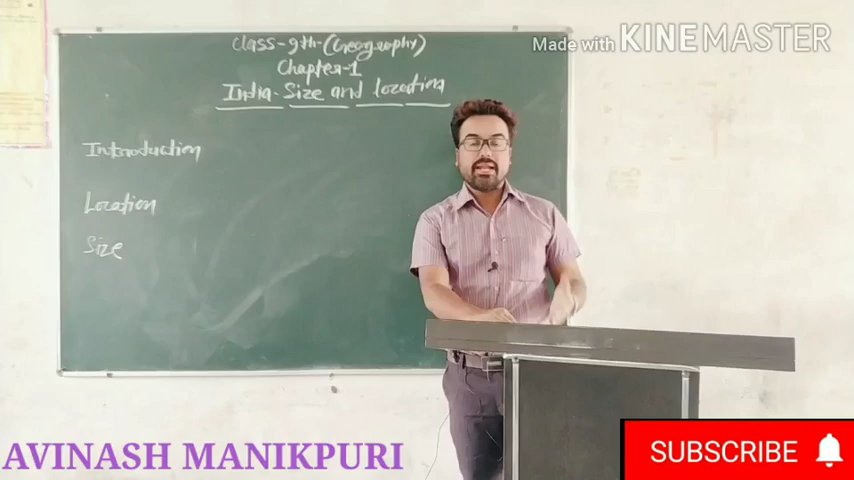 Class-9th-(Geography)
Chapter-1
India-Size and location
Introduction
Location
Size
Made with KINEMASTER
AVINASH MANIKPURI
SUBSCRIBE